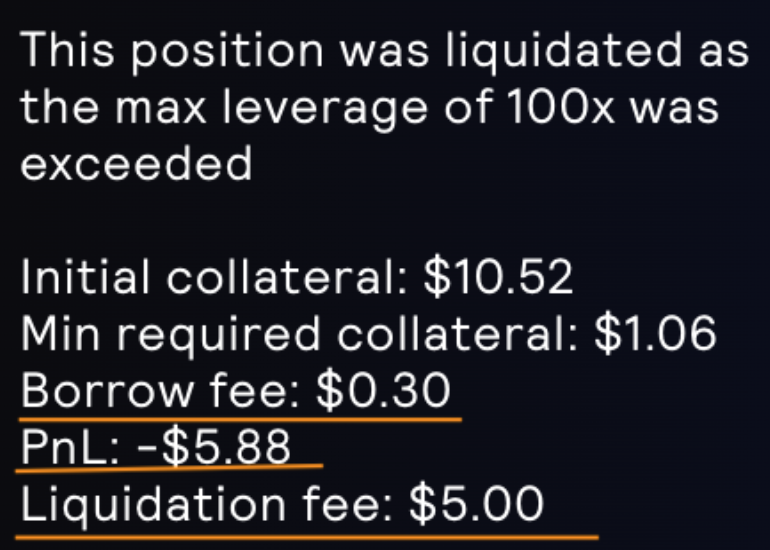 This position was liquidated as
the max leverage of 100x was
exceeded
Initial collateral: $10.52
Min required collateral: $1.06
Borrow fee: $0.30
PnL: -$5.88
Liquidation fee: $5.00